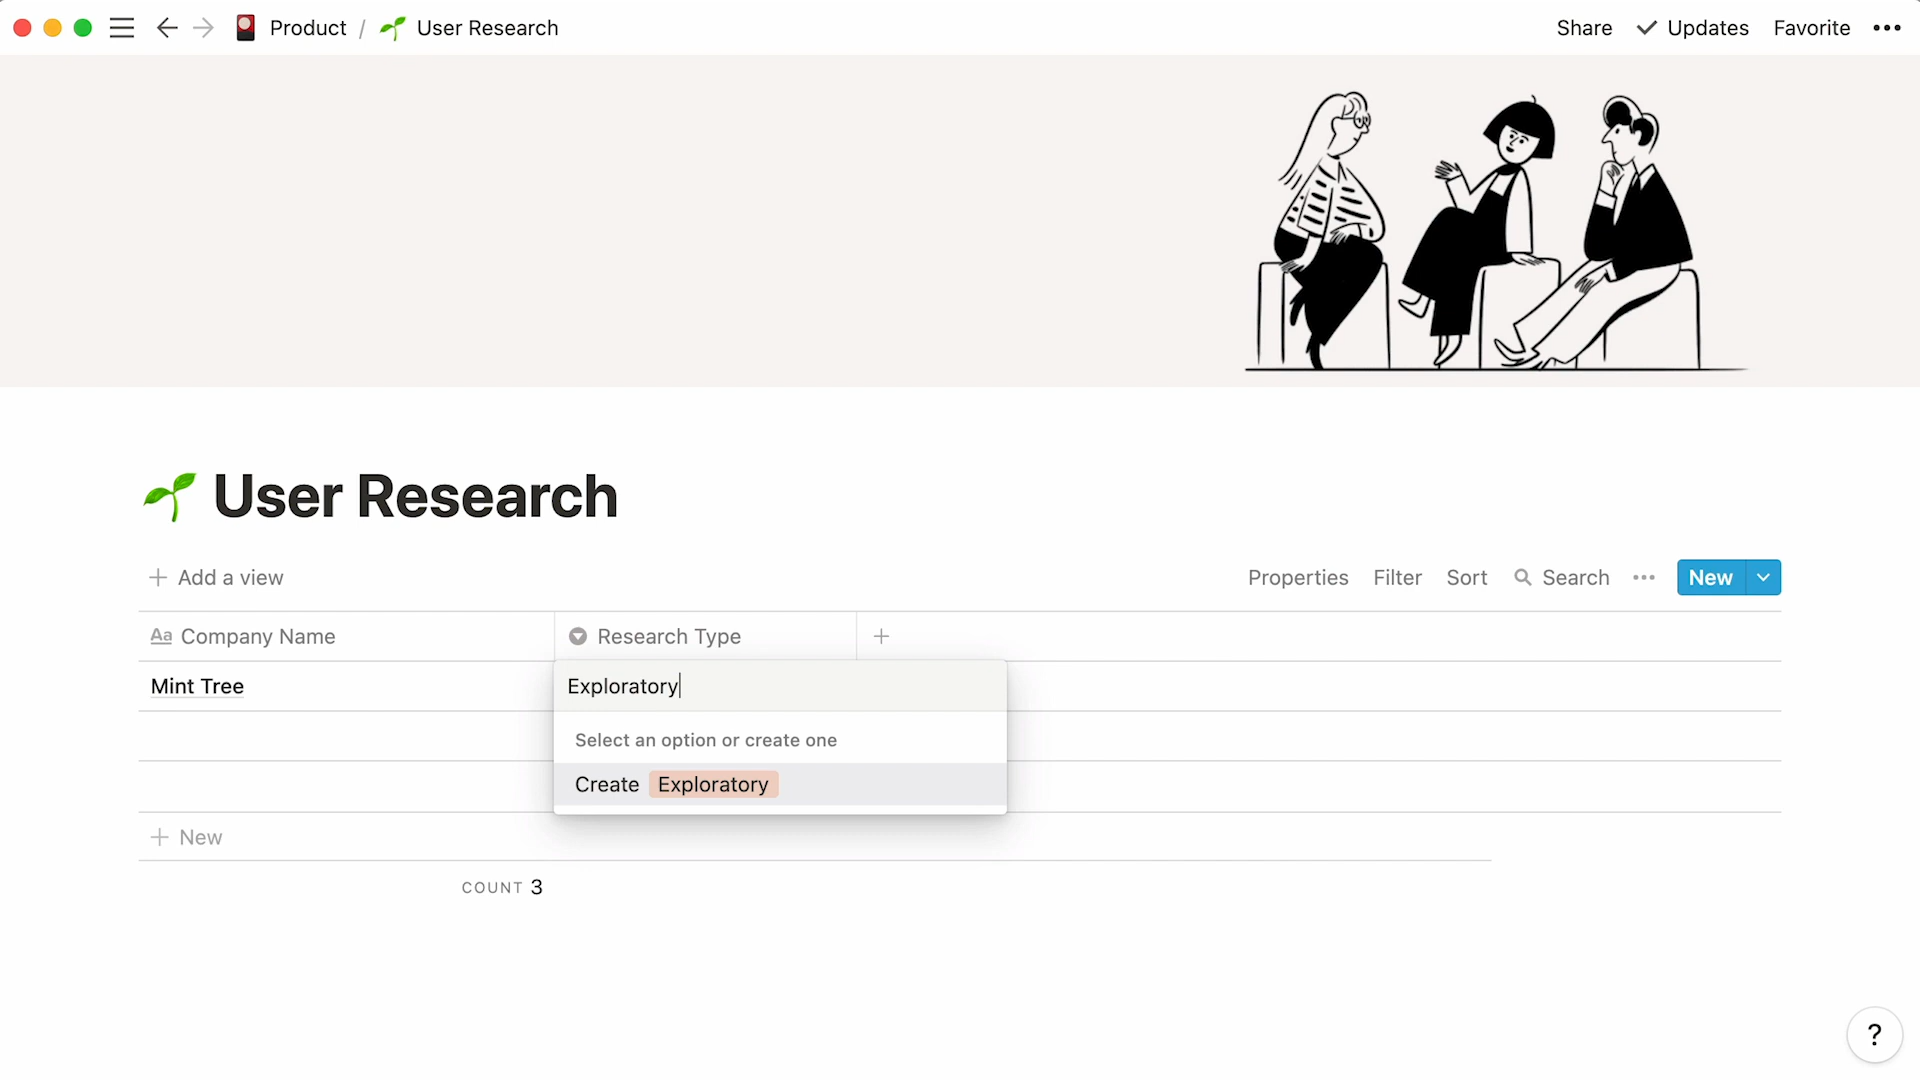 Product / User Research
Share Updates Favorite
User Research
Add a view
Properties Filter Sort Search New
Aa Company Name Research Type
Mint Tree Exploratory
Select an option or create one
Create Exploratory
New
COUNT 3
?